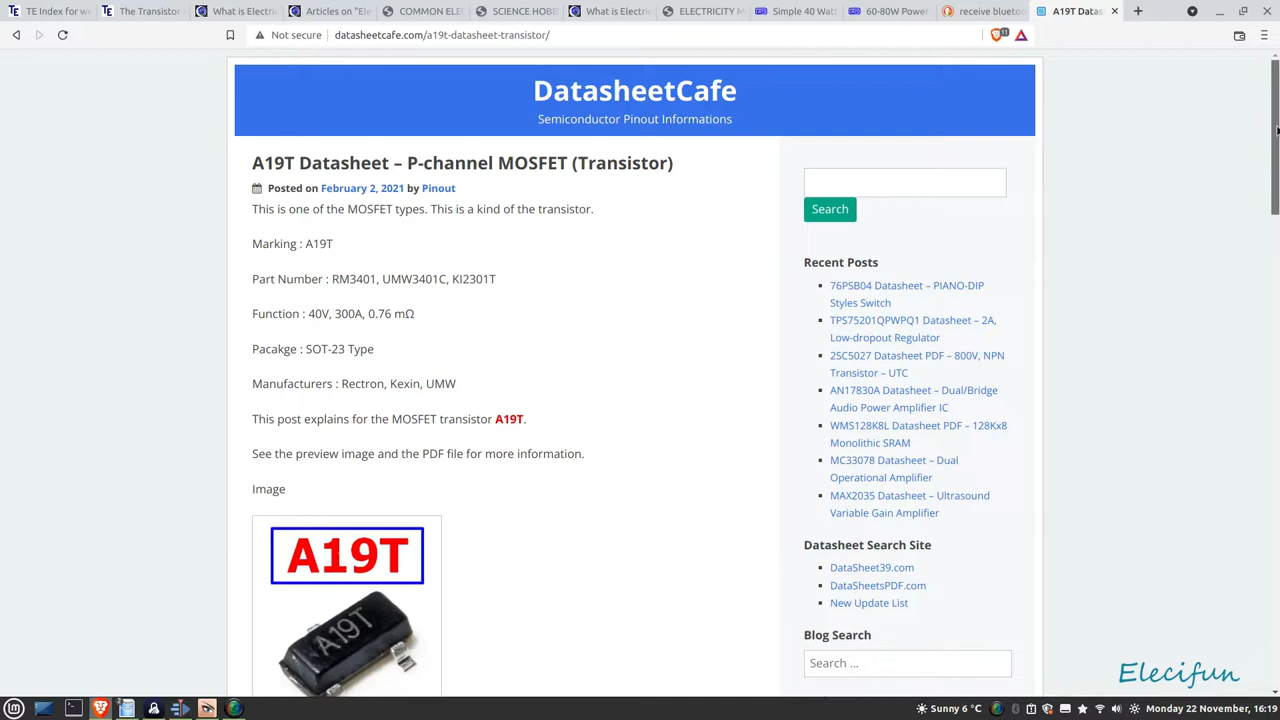 TE Index for we
The Transistor
What is Electri
Articles on "Ele
COMMON ELE
SCIENCE HOBI
What is Electri
ELECTRICITY M
Simple 40 Watt
60-80W Power
receive bluetoo
A19T Datas
Not secure
datasheetcafe.com/a19t-datasheet-transistor/
11
DatasheetCafe
Semiconductor Pinout Informations
A19T Datasheet – P-channel MOSFET (Transistor)
Posted on February 2, 2021 by Pinout
This is one of the MOSFET types. This is a kind of the transistor.
Marking : A19T
Part Number : RM3401, UMW3401C, KI2301T
Function : 40V, 300A, 0.76 mΩ
Pacakge : SOT-23 Type
Manufacturers : Rectron, Kexin, UMW
This post explains for the MOSFET transistor A19T.
See the preview image and the PDF file for more information.
Image
A19T
A19T
Search
Recent Posts
76PSB04 Datasheet – PIANO-DIP
Styles Switch
TPS75201QPWPQ1 Datasheet – 2A,
Low-dropout Regulator
2SC5027 Datasheet PDF – 800V, NPN
Transistor – UTC
AN17830A Datasheet – Dual/Bridge
Audio Power Amplifier IC
WMS128K8L Datasheet PDF – 128Kx8
Monolithic SRAM
MC33078 Datasheet – Dual
Operational Amplifier
MAX2035 Datasheet – Ultrasound
Variable Gain Amplifier
Datasheet Search Site
DataSheet39.com
DataSheetsPDF.com
New Update List
Blog Search
Search ...
Elecifun
Sunny 6 °C
Monday 22 November, 16:19